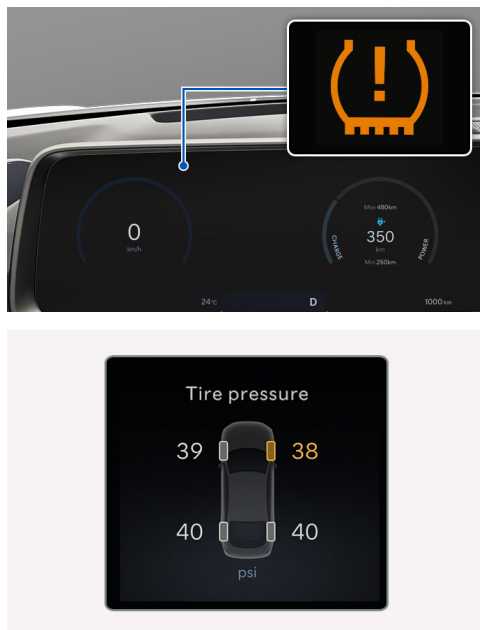 !
0
km/h
Max 480km
350
km
Min 250km
CHARGE
POWER
24°C
D
1000 km
Tire pressure
39
38
40
40
psi